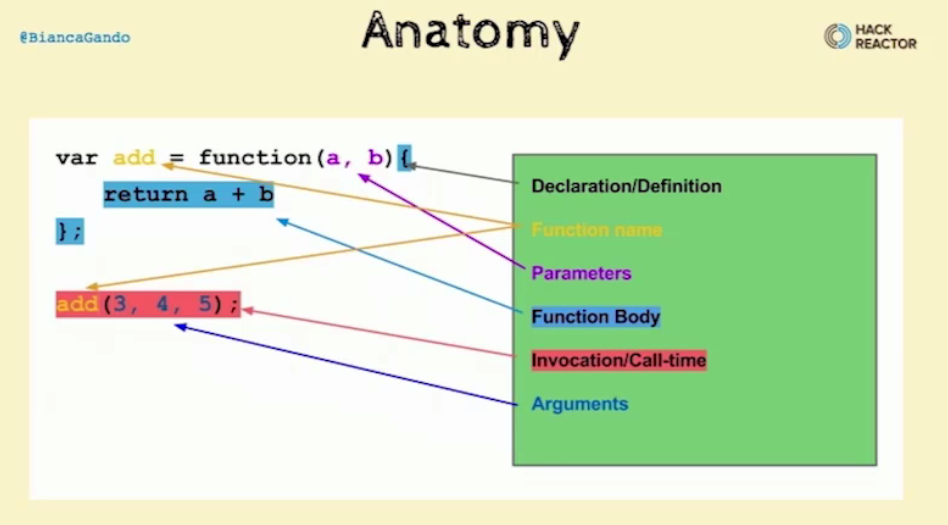 @BiancaGando
Anatomy
HACK
REACTOR
var add = function(a, b){
return a + b
};
add(3, 4, 5);
Declaration/Definition
Function name
Parameters
Function Body
Invocation/Call-time
Arguments